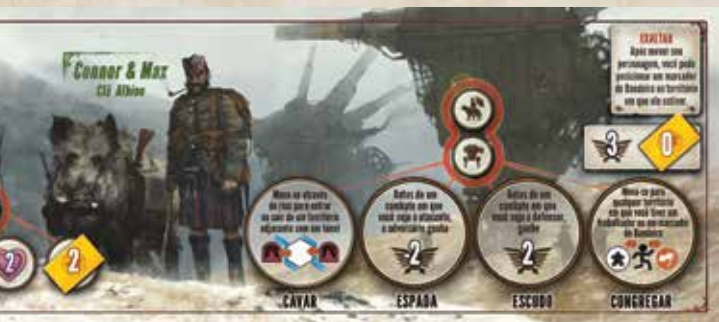 Connor & Max
Clã Albion
EXALTAR
Após mover seu
personagem, você pode
posicionar um marcador
de Bandeira no território
em que ele estiver.
3
0
2
2
Mova-se através
de rios para entrar
ou sair de um território
adjacente com um túnel
Antes de um
combate em que
você seja o atacante,
o adversário ganha
-2
Antes de um
combate em que
você seja o defensor,
ganhe
2
Mova-se para
qualquer território
em que você tiver um
trabalhador ou um marcador
de Bandeira
CAVAR
ESPADA
ESCUDO
CONGREGAR